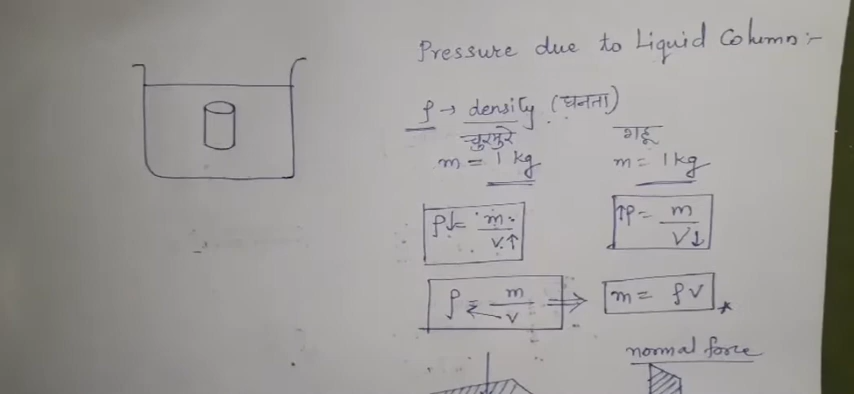 Pressure due to Liquid Column :-
ρ → density (घनता)
चुरमुरे गहू
m = 1 kg m = 1 kg
ρ↓ = m / V↑ ↑ρ = m / V↓
ρ = m / v ⇒ m = ρV *
normal force